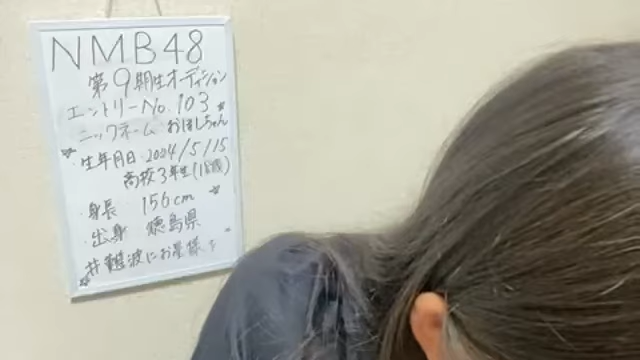 NMB48
第9期生オーディション
エントリーNo.103
ニックネーム おほしちゃん
・生年月日 2004/5/15
高校3年生(18歳)
・身長 156cm
・出身 徳島県
#難波にお星様を